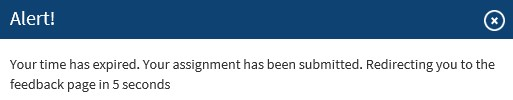 Alert!
Your time has expired. Your assignment has been submitted. Redirecting you to the
feedback page in 5 seconds